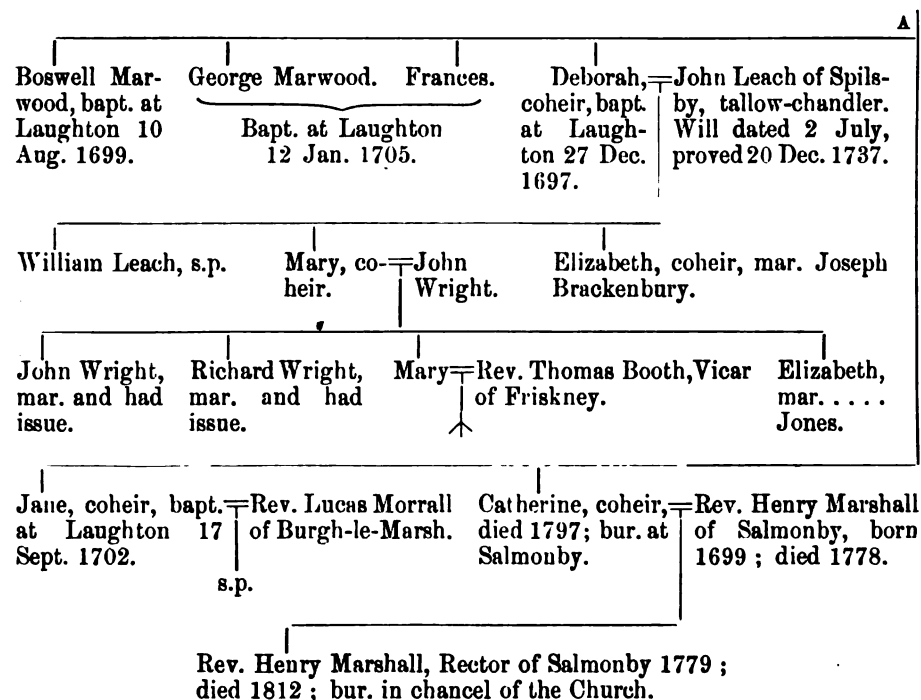 A
Boswell Mar-
wood, bapt. at
Laughton 10
Aug. 1699.
George Marwood. Frances.
Bapt. at Laughton
12 Jan. 1705.
Deborah,
coheir, bapt.
at Laugh-
ton 27 Dec.
1697.
John Leach of Spils-
by, tallow-chandler.
Will dated 2 July,
proved 20 Dec. 1737.
William Leach, s.p.
Mary, co-
heir.
John
Wright.
Elizabeth, coheir, mar. Joseph
Brackenbury.
John Wright,
mar. and had
issue.
Richard Wright,
mar. and had
issue.
Mary
Rev. Thomas Booth, Vicar
of Friskney.
Elizabeth,
mar. . . . .
Jones.
Jane, coheir, bapt.
at Laughton 17
Sept. 1702.
Rev. Lucas Morrall
of Burgh-le-Marsh.
s.p.
Catherine, coheir,
died 1797; bur. at
Salmonby.
Rev. Henry Marshall
of Salmonby, born
1699 ; died 1778.
Rev. Henry Marshall, Rector of Salmonby 1779 ;
died 1812 ; bur. in chancel of the Church.